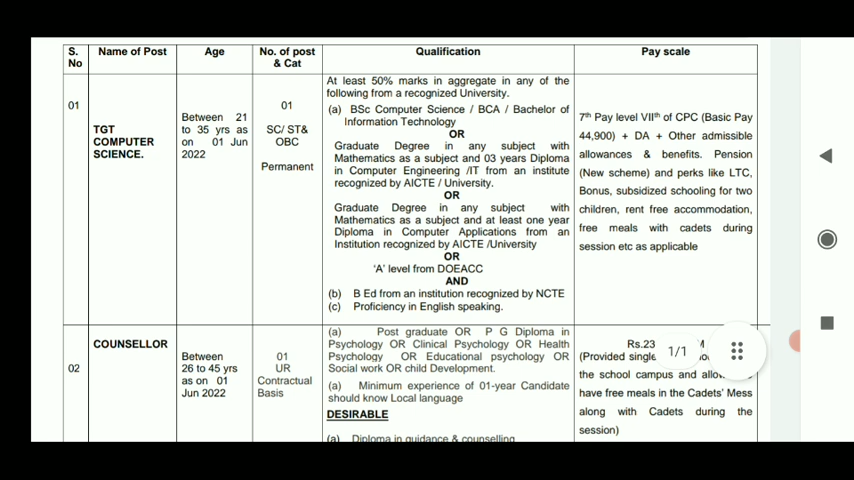 S. No
Name of Post
Age
No. of post & Cat
Qualification
Pay scale
01
TGT
COMPUTER
SCIENCE.
Between 21
to 35 yrs as
on 01 Jun
2022
01
SC/ ST&
OBC
Permanent
At least 50% marks in aggregate in any of the
following from a recognized University.
(a) BSc Computer Science / BCA / Bachelor of
Information Technology
OR
Graduate Degree in any subject with
Mathematics as a subject and 03 years Diploma
in Computer Engineering /IT from an institute
recognized by AICTE / University.
OR
Graduate Degree in any subject with
Mathematics as a subject and at least one year
Diploma in Computer Applications from an
Institution recognized by AICTE /University
OR
'A' level from DOEACC
AND
(b) B Ed from an institution recognized by NCTE
(c) Proficiency in English speaking.
7th Pay level VIIth of CPC (Basic Pay
44,900) + DA + Other admissible
allowances & benefits. Pension
(New scheme) and perks like LTC,
Bonus, subsidized schooling for two
children, rent free accommodation,
free meals with cadets during
session etc as applicable
02
COUNSELLOR
Between
26 to 45 yrs
as on 01
Jun 2022
01
UR
Contractual
Basis
(a) Post graduate OR P G Diploma in
Psychology OR Clinical Psychology OR Health
Psychology OR Educational psychology OR
Social work OR child Development.
(a) Minimum experience of 01-year Candidate
should know Local language
DESIRABLE
(a) Diploma in guidance & counselling
Rs.23
(Provided single
the school campus and
have free meals in the Cadets' Mess
along with Cadets during the
session)
1/1